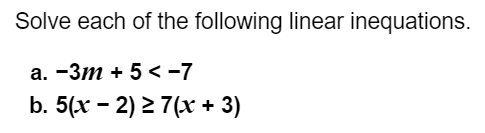 Solve each of the following linear inequations.
a. −3m + 5 < −7
b. 5(x − 2) ≥ 7(x + 3)